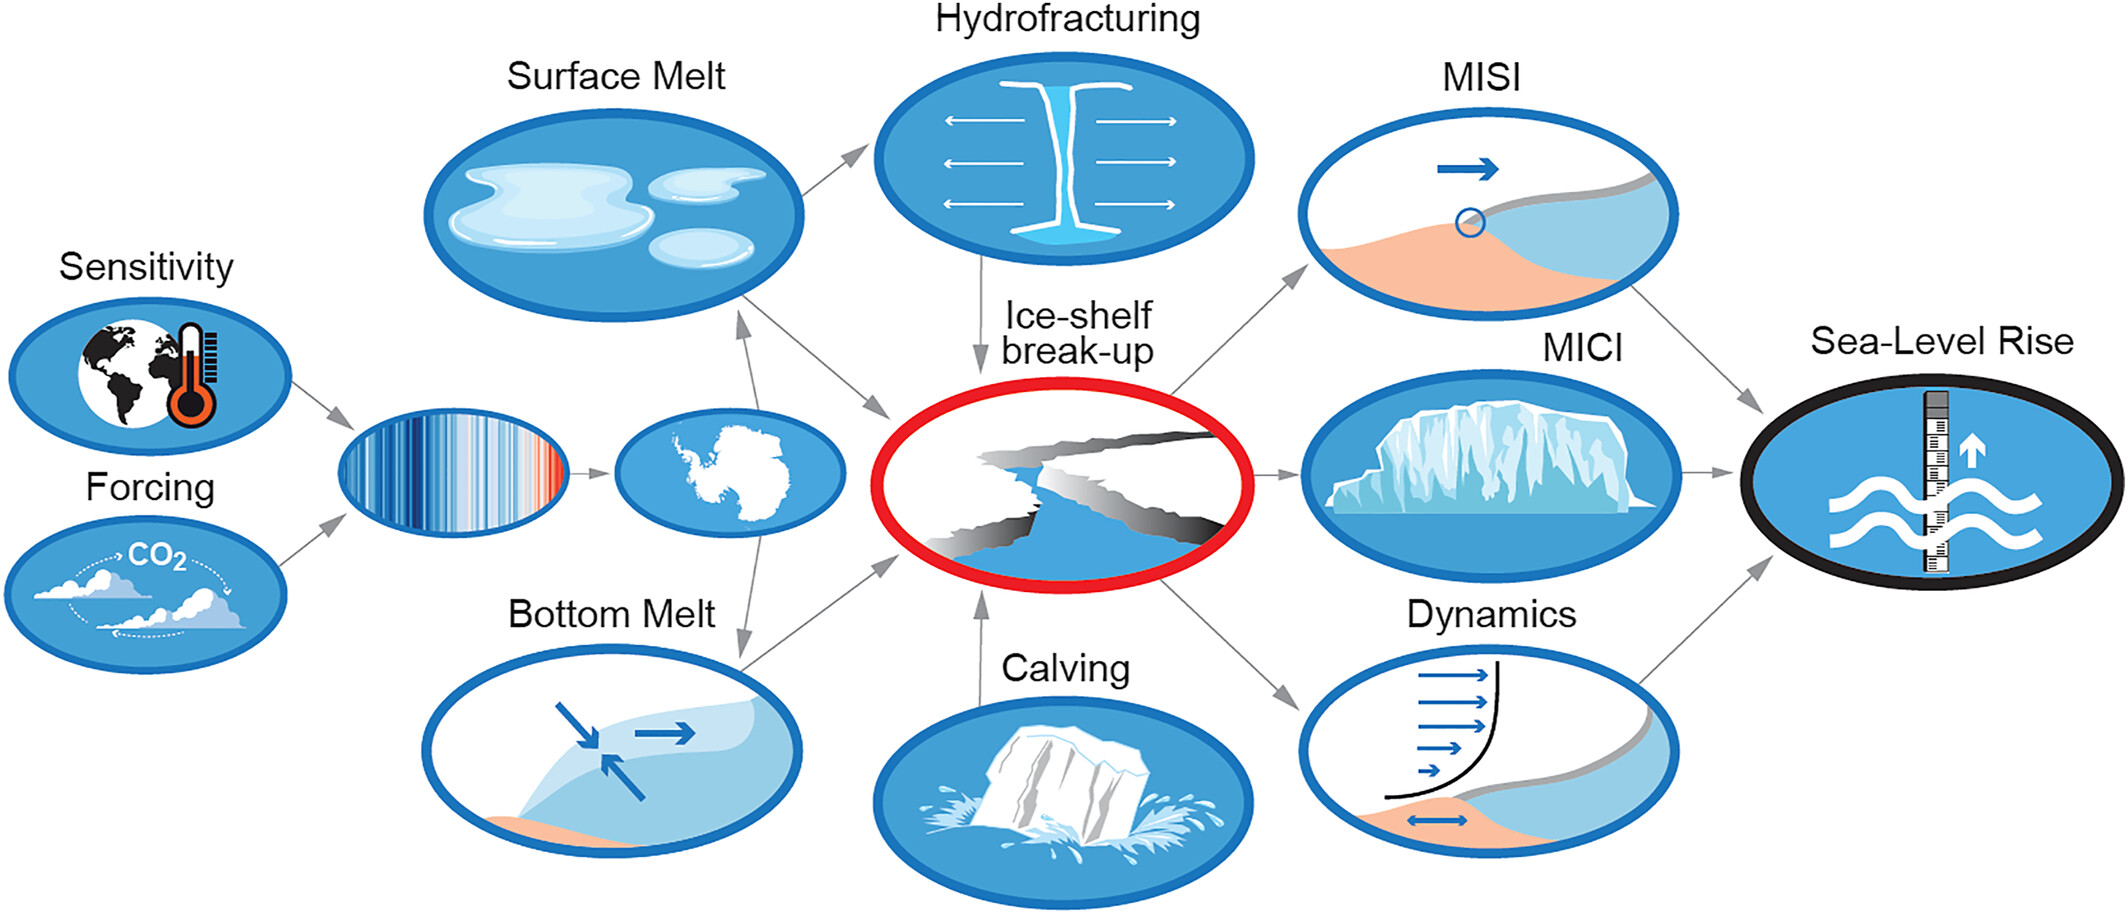 Hydrofracturing
Surface Melt
MISI
Sensitivity
Ice-shelf
break-up
MICI
Sea-Level Rise
Forcing
CO₂
Bottom Melt
Calving
Dynamics